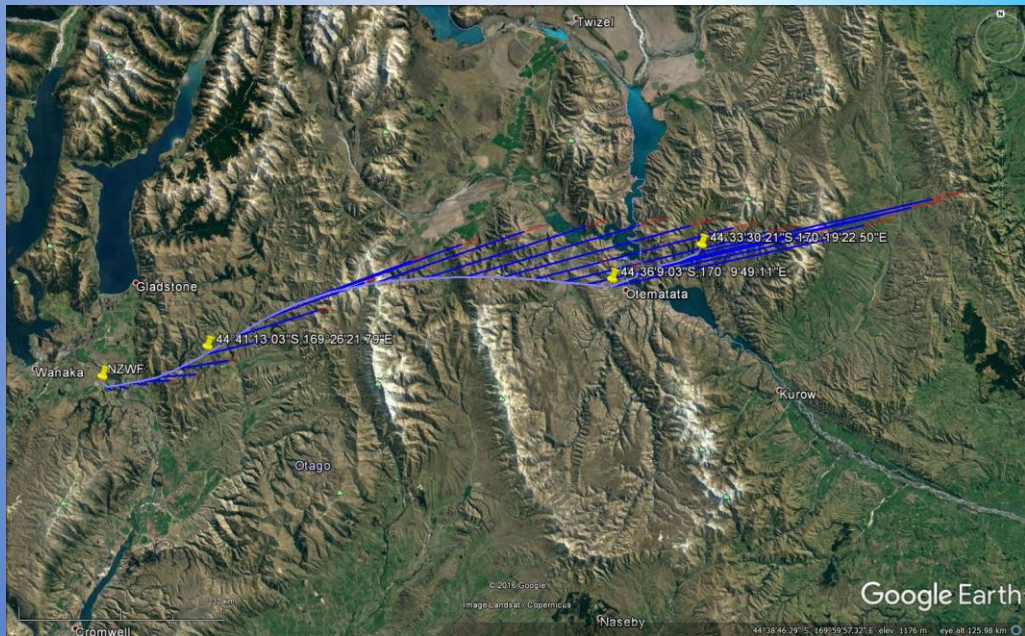 N
Twizel
44°33'30.21"S,170°19'22.50"E
44°36'9.03"S,170° 9'49.11"E
Gladstone
Otematata
44°41'13.03"S,169°26'21.79"E
Wanaka
NZWF
Kurow
Otago
© 2016 Google
Google Earth
Image Landsat / Copernicus
Naseby
Cromwell
44°38'46.29" S, 169°59'57.32" E elev 1176 m eye alt 125.98 km